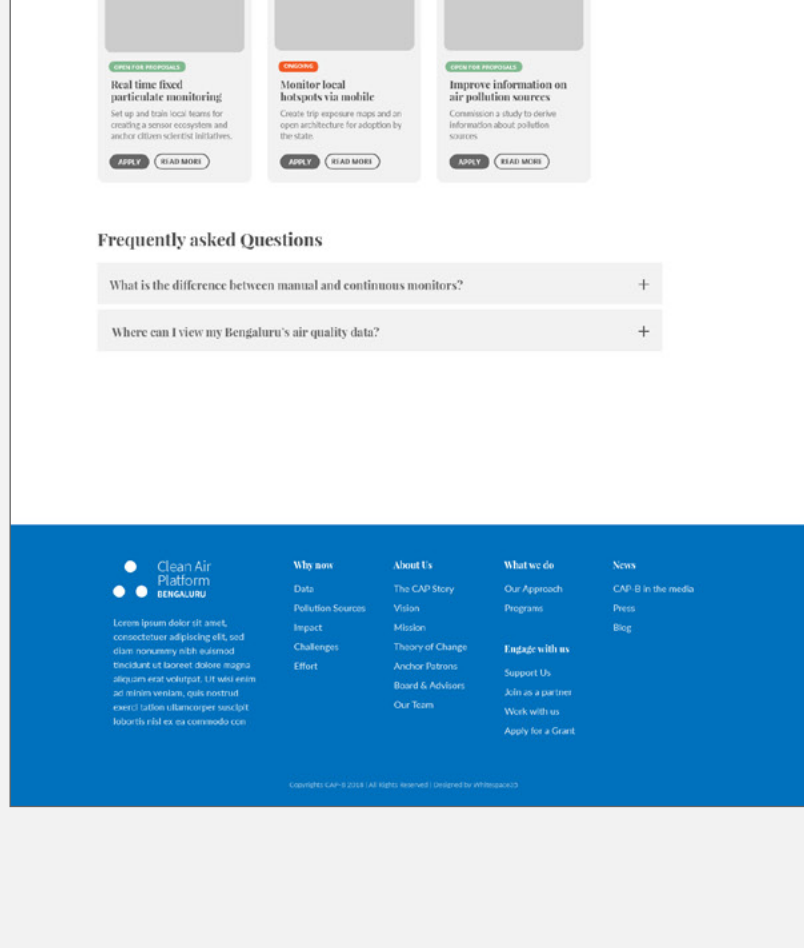 OPEN FOR PROPOSALS
Real time fixed
particulate monitoring
Set up and train local teams for
creating a sensor ecosystem and
anchor citizen scientist initiatives.
APPLY
READ MORE
ONGOING
Monitor local
hotspots via mobile
Create trip exposure maps and an
open architecture for adoption by
the state
APPLY
READ MORE
OPEN FOR PROPOSALS
Improve information on
air pollution sources
Commission a study to derive
information about pollution
sources
APPLY
READ MORE
Frequently asked Questions
What is the difference between manual and continuous monitors?
Where can I view my Bengaluru's air quality data?
Clean Air
Platform
BENGALURU
Lorem ipsum dolor sit amet,
consectetuer adipiscing elit, sed
diam nonummy nibh euismod
tincidunt ut laoreet dolore magna
aliquam erat volutpat. Ut wisi enim
ad minim veniam, quis nostrud
exerci tation ullamcorper suscipit
lobortis nisl ex ea commodo con
Why now
Data
Pollution Sources
Impact
Challenges
Effort
About Us
The CAP Story
Vision
Mission
Theory of Change
Anchor Patrons
Board & Advisors
Our Team
What we do
Our Approach
Programs
Engage with us
Support Us
Join as a partner
Work with us
Apply for a Grant
News
CAP-B in the media
Press
Blog
Copyrights CAP-B 2018 | All Rights Reserved | Designed by Whitespace25